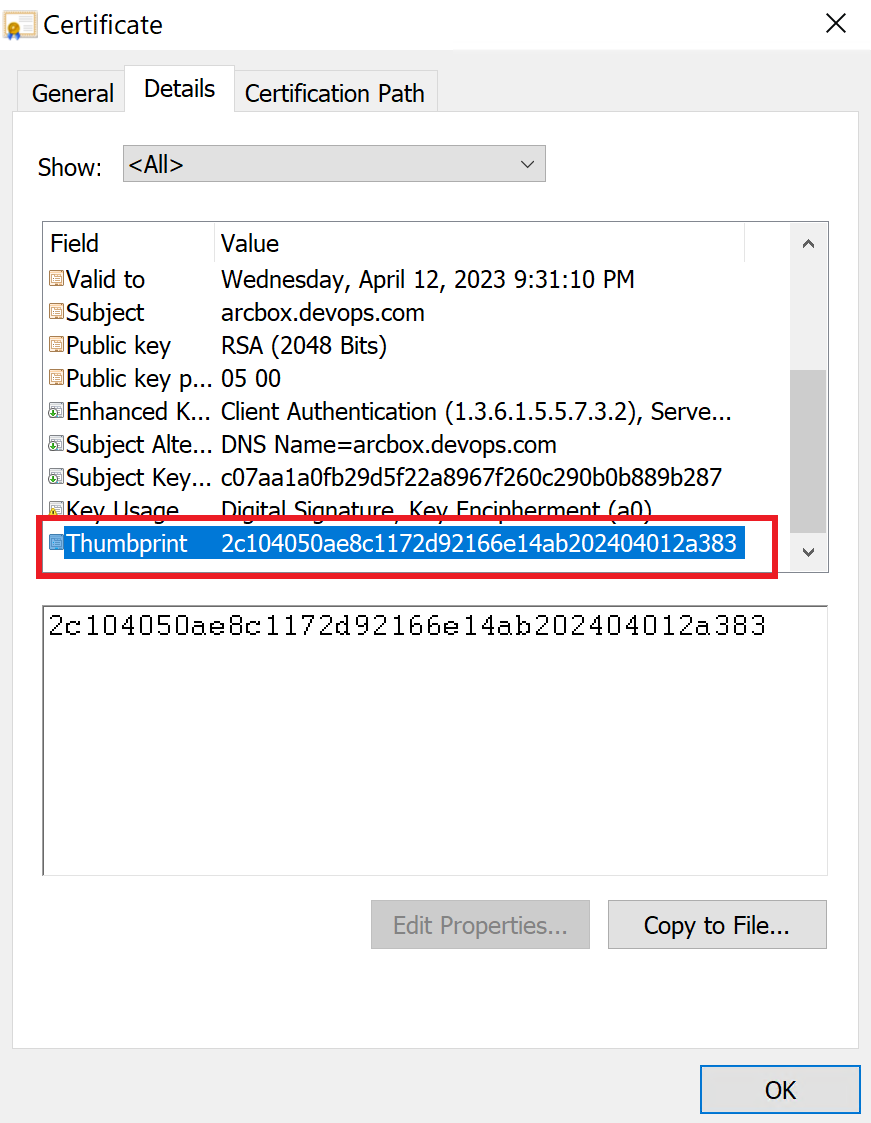 Certificate
General Details Certification Path
Show: <All>
Field Value
Valid to Wednesday, April 12, 2023 9:31:10 PM
Subject arcbox.devops.com
Public key RSA (2048 Bits)
Public key p... 05 00
Enhanced K... Client Authentication (1.3.6.1.5.5.7.3.2), Serve...
Subject Alte... DNS Name=arcbox.devops.com
Subject Key... c07aa1a0fb29d5f22a8967f260c290b0b889b287
Key Usage Digital Signature, Key Encipherment (a0)
Thumbprint 2c104050ae8c1172d92166e14ab202404012a383
2c104050ae8c1172d92166e14ab202404012a383
Edit Properties... Copy to File...
OK